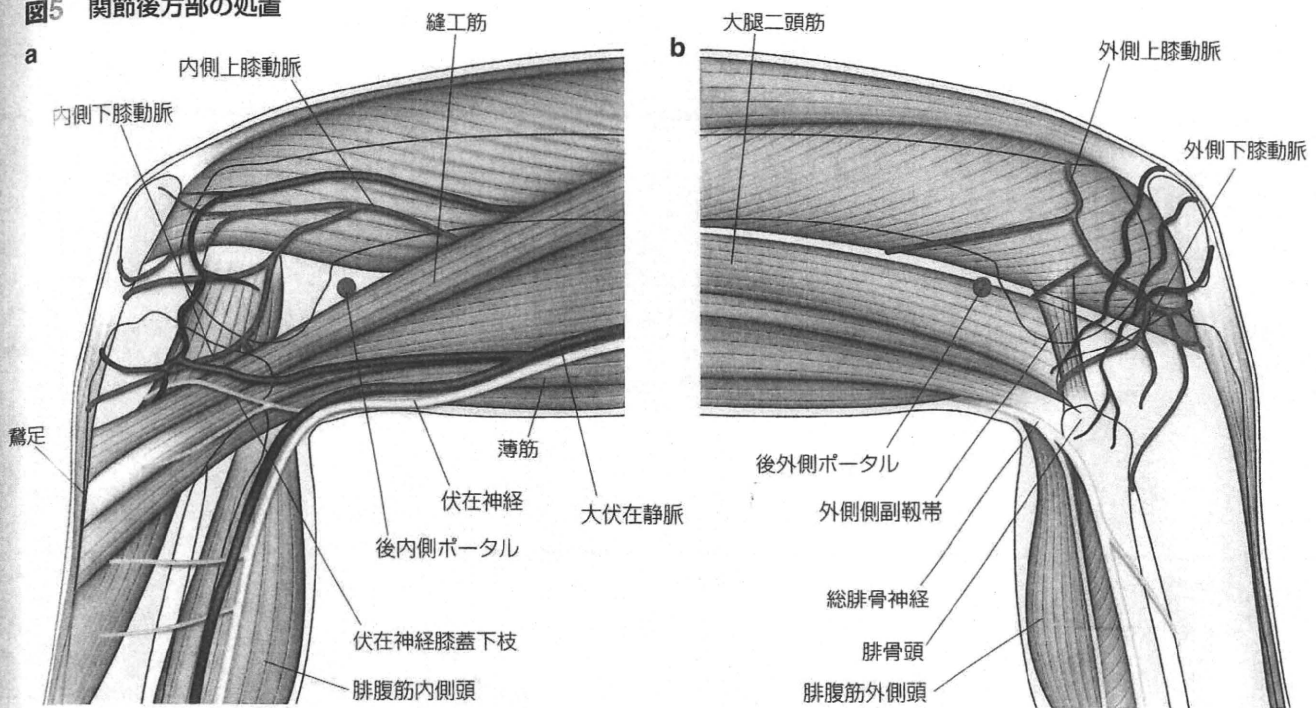 図5 関節後方部の処置
a
縫工筋
内側上膝動脈
内側下膝動脈
鵞足
薄筋
伏在神経
大伏在静脈
後内側ポータル
伏在神経膝蓋下枝
腓腹筋内側頭
b
大腿二頭筋
外側上膝動脈
外側下膝動脈
後外側ポータル
外側側副靱帯
総腓骨神経
腓骨頭
腓腹筋外側頭